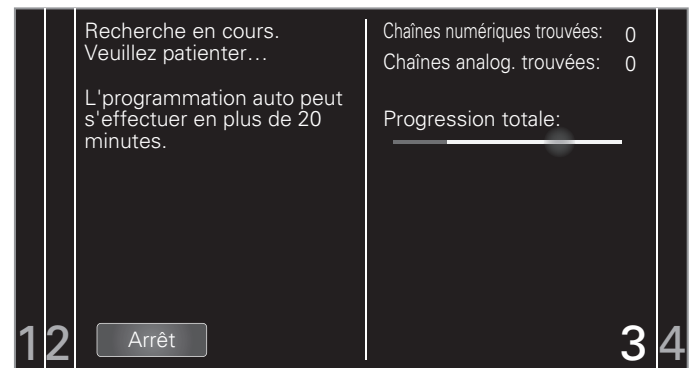 Recherche en cours.
Veuillez patienter…
L'programmation auto peut
s'effectuer en plus de 20
minutes.
Arrêt
Chaînes numériques trouvées: 0
Chaînes analog. trouvées: 0
Progression totale:
1 2 3 4